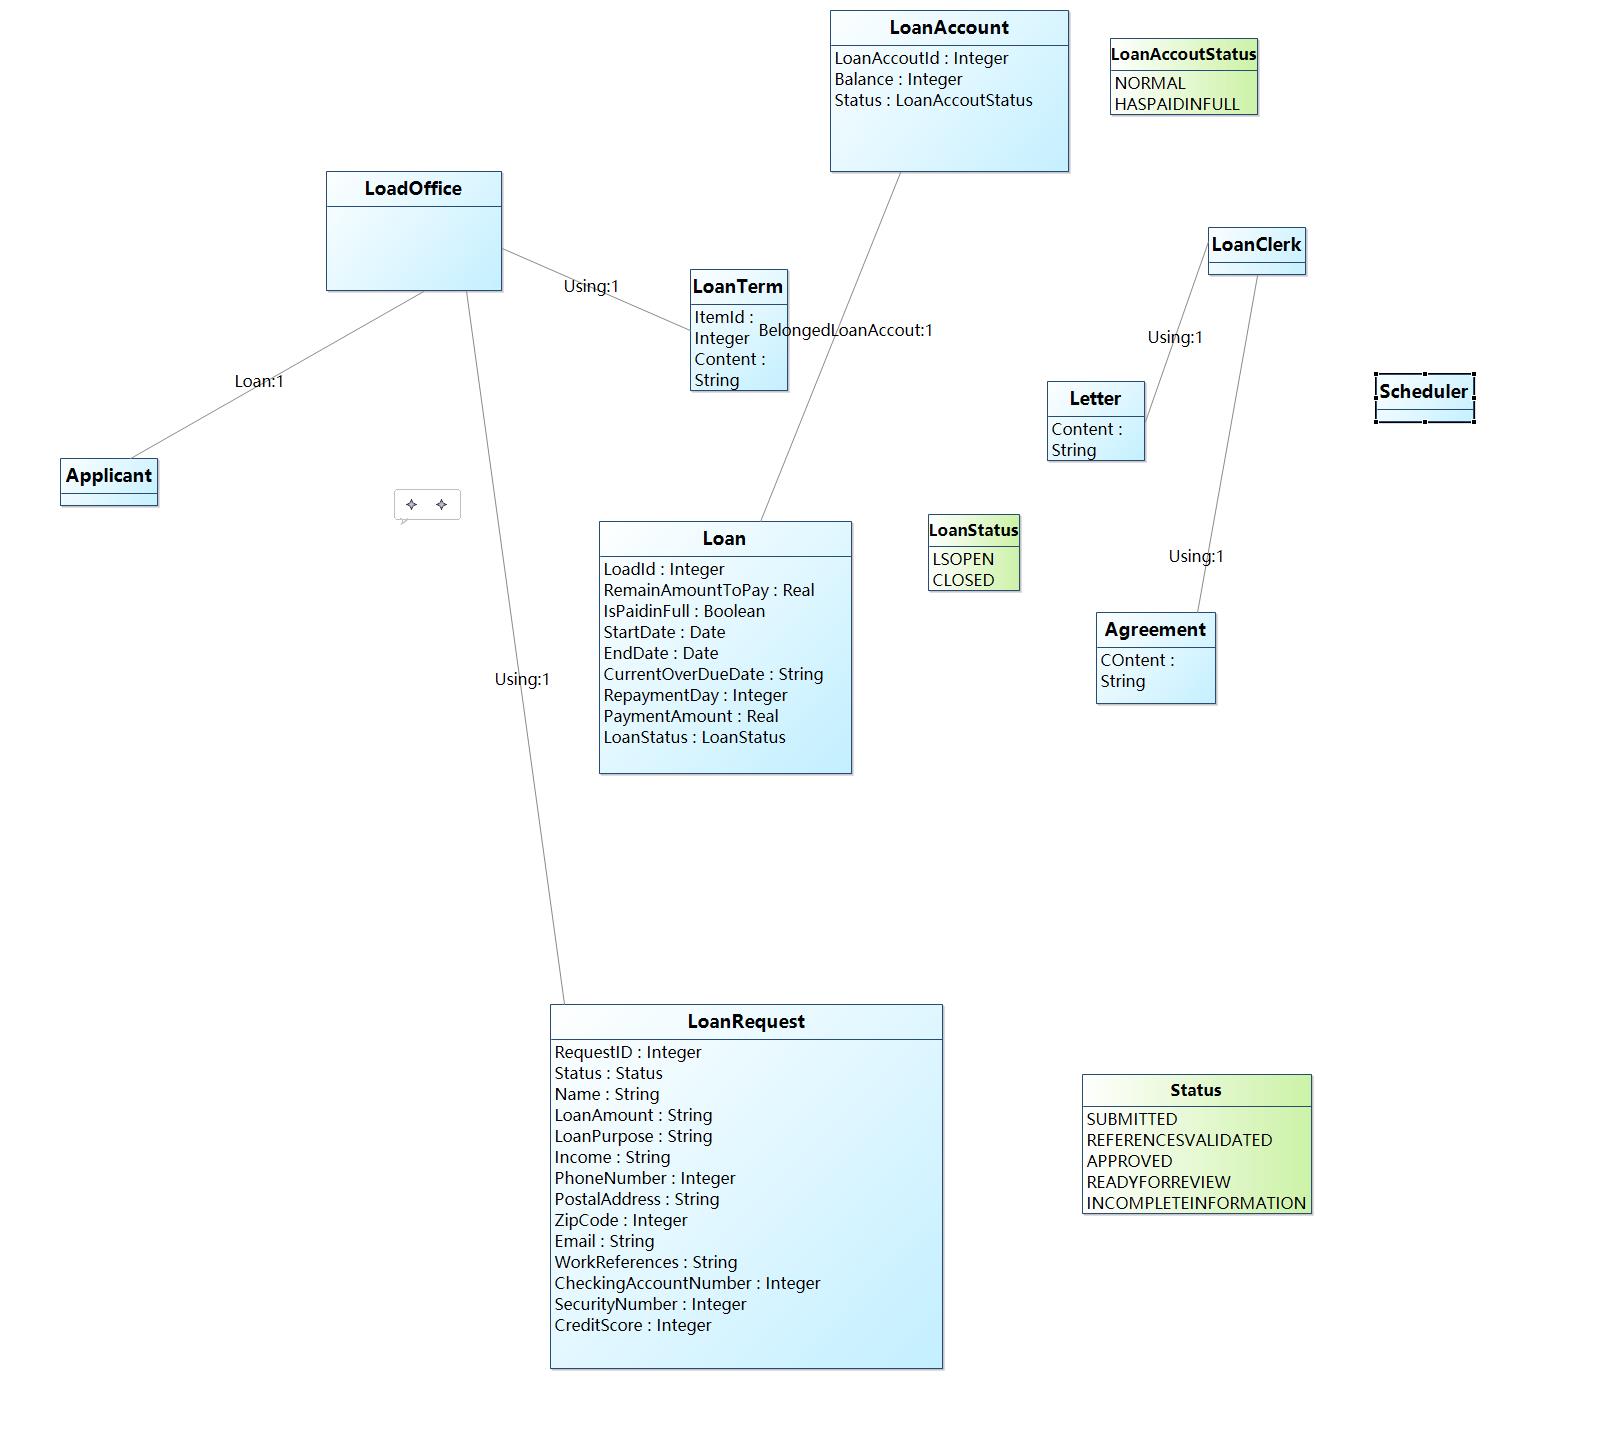 LoanAccount
LoanAccoutId : Integer
Balance : Integer
Status : LoanAccoutStatus
LoanAccoutStatus
NORMAL
HASPAIDINFULL
LoadOffice
LoanClerk
Using:1
LoanTerm
ItemId :
Integer
Content :
String
BelongedLoanAccout:1
Using:1
Loan:1
Letter
Content :
String
Scheduler
Applicant
Loan
LoadId : Integer
RemainAmountToPay : Real
IsPaidinFull : Boolean
StartDate : Date
EndDate : Date
CurrentOverDueDate : String
RepaymentDay : Integer
PaymentAmount : Real
LoanStatus : LoanStatus
LoanStatus
LSOPEN
CLOSED
Using:1
Agreement
COntent :
String
Using:1
LoanRequest
RequestID : Integer
Status : Status
Name : String
LoanAmount : String
LoanPurpose : String
Income : String
PhoneNumber : Integer
PostalAddress : String
ZipCode : Integer
Email : String
WorkReferences : String
CheckingAccountNumber : Integer
SecurityNumber : Integer
CreditScore : Integer
Status
SUBMITTED
REFERENCESVALIDATED
APPROVED
READYFORREVIEW
INCOMPLETEINFORMATION